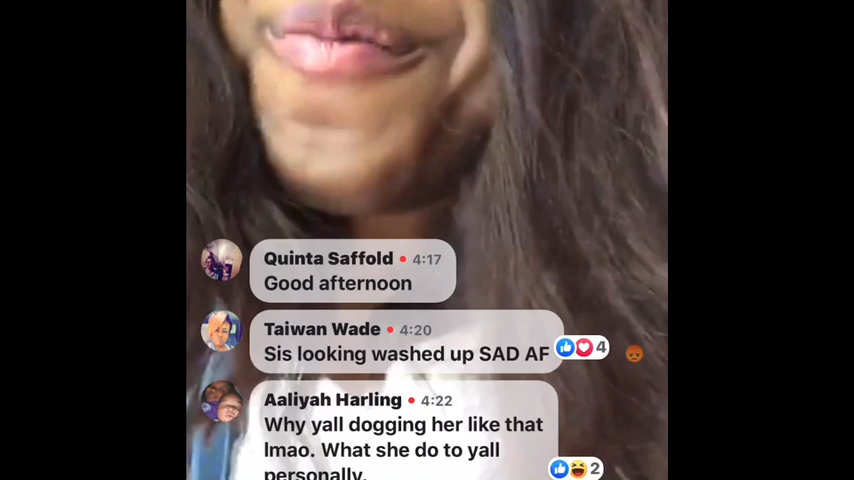 Quinta Saffold • 4:17
Good afternoon
Taiwan Wade • 4:20
Sis looking washed up SAD AF
4
Aaliyah Harling • 4:22
Why yall dogging her like that
lmao. What she do to yall
personally.
2